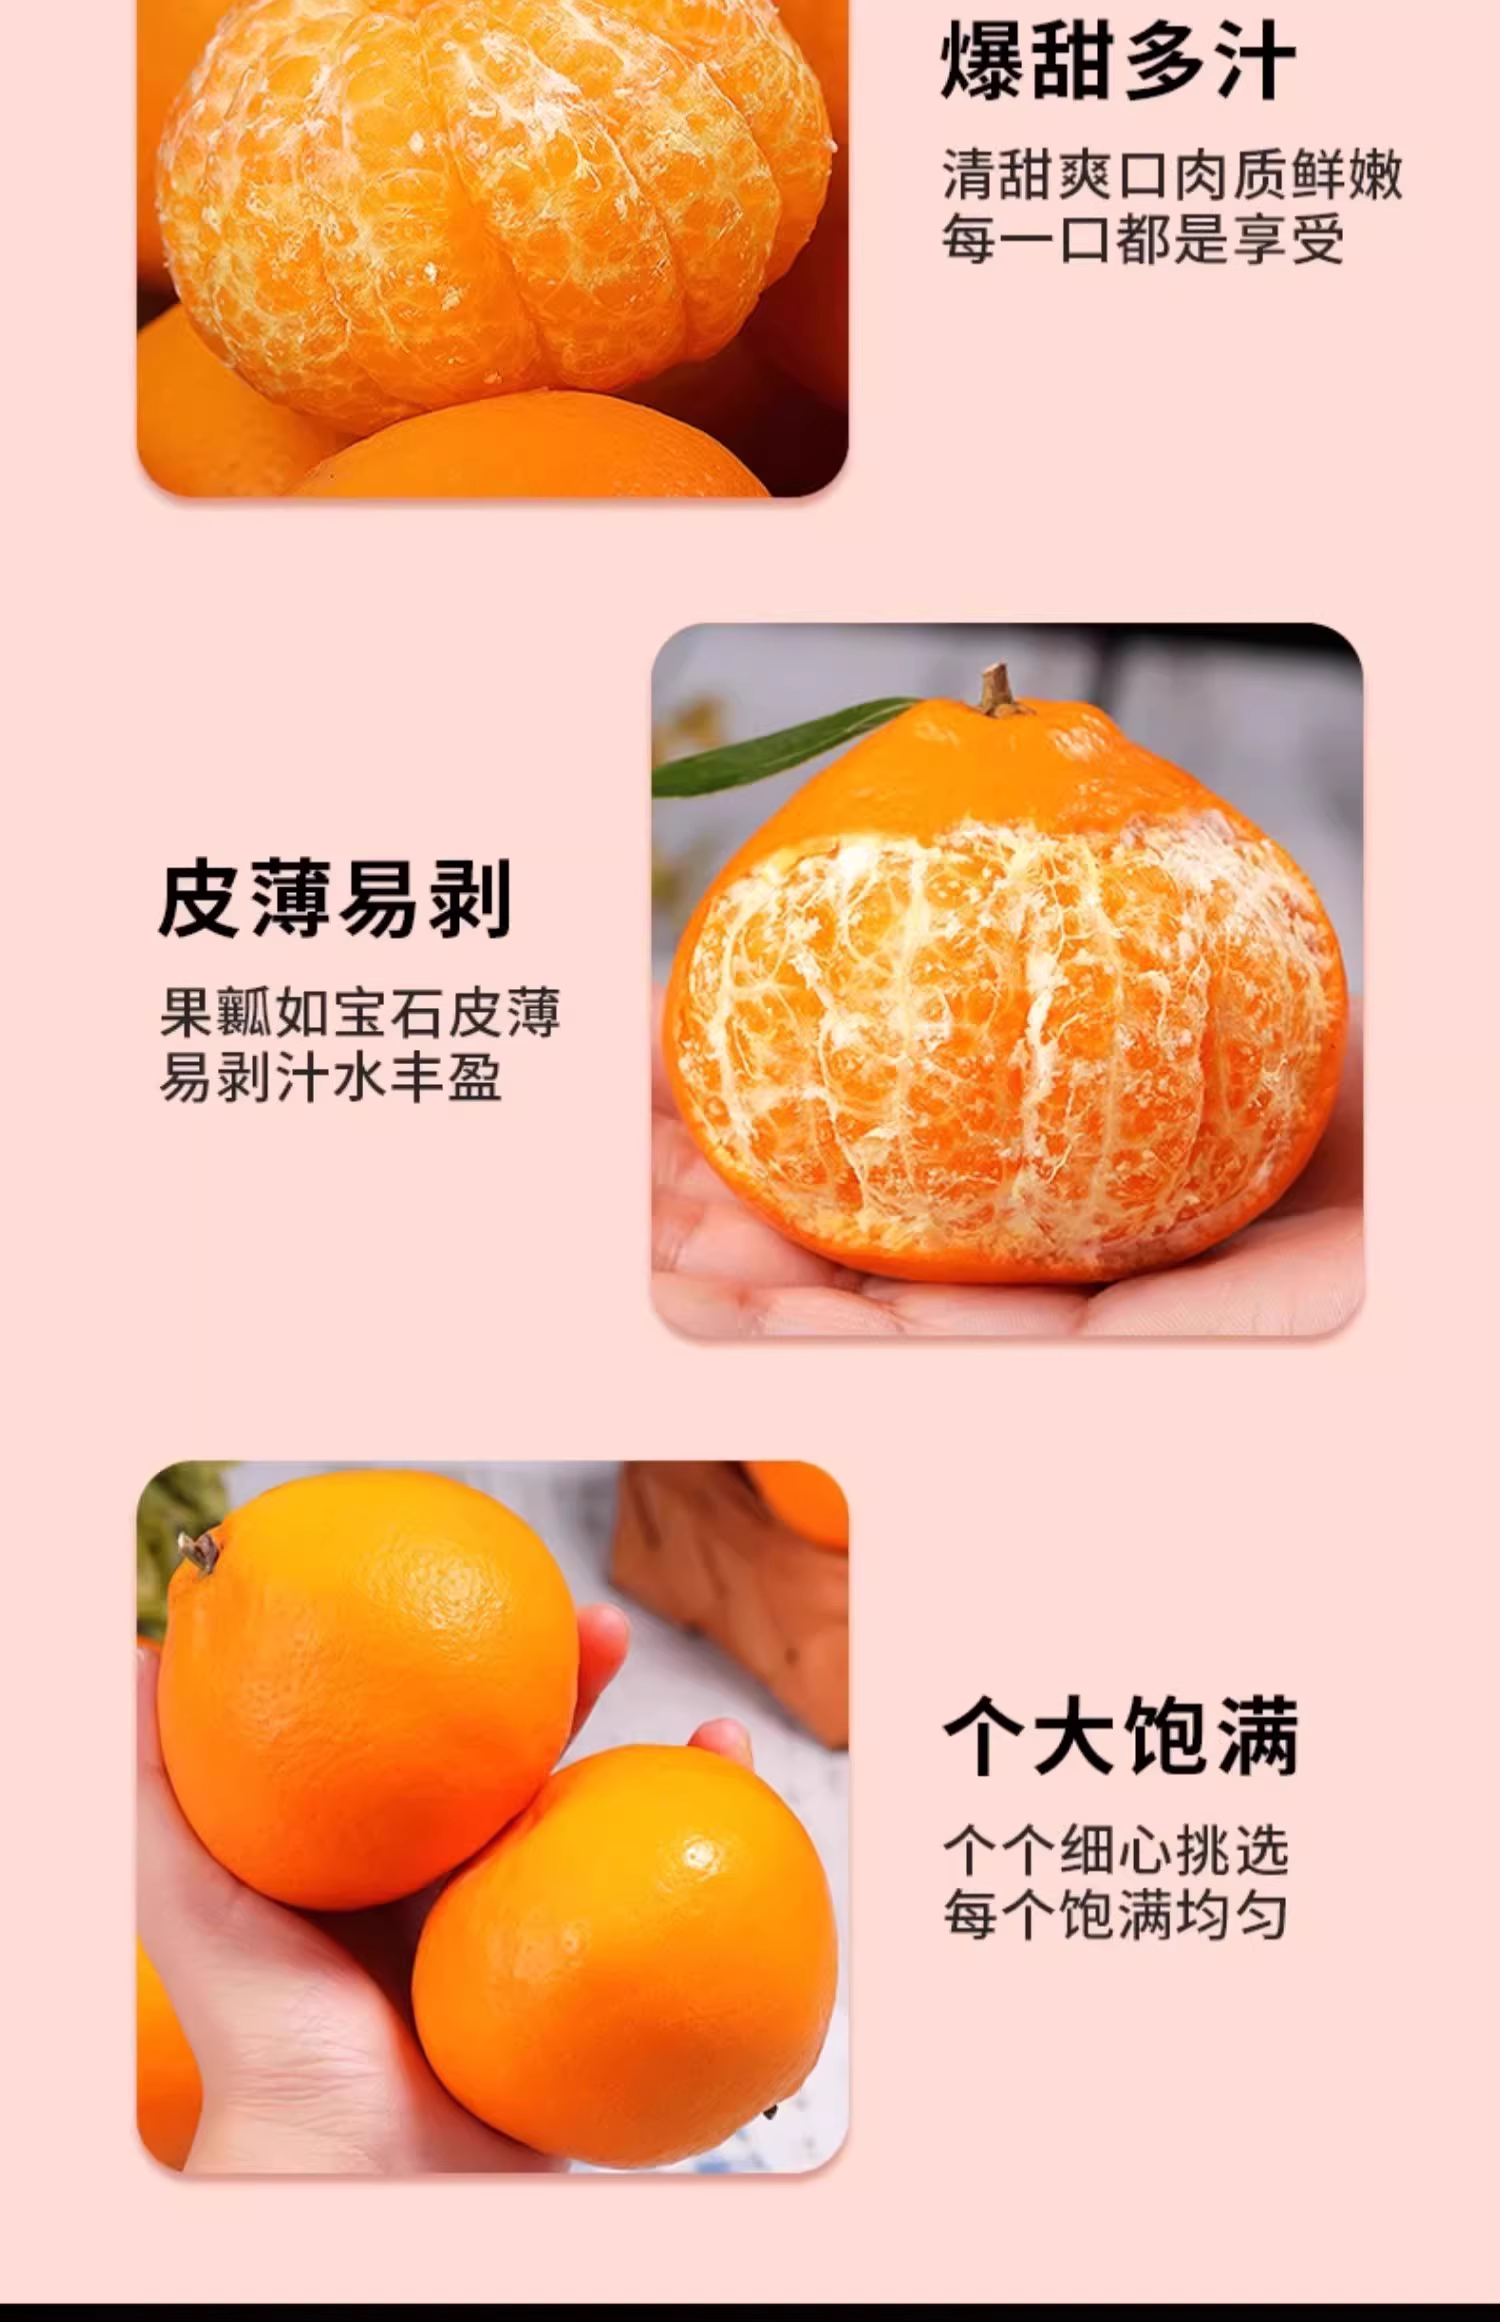 爆甜多汁
清甜爽口肉质鲜嫩
每一口都是享受
皮薄易剥
果瓤如宝石皮薄
易剥汁水丰盈
个大饱满
个个细心挑选
每个饱满均匀